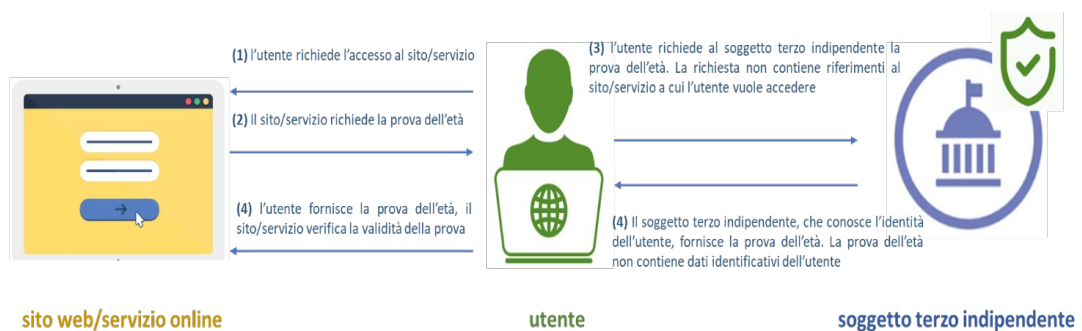 (1) l'utente richiede l'accesso al sito/servizio
(2) Il sito/servizio richiede la prova dell'età
(4) l'utente fornisce la prova dell'età, il
sito/servizio verifica la validità della prova
(3) l'utente richiede al soggetto terzo indipendente la
prova dell'età. La richiesta non contiene riferimenti al
sito/servizio a cui l'utente vuole accedere
(4) Il soggetto terzo indipendente, che conosce l'identità
dell'utente, fornisce la prova dell'età. La prova dell'età
non contiene dati identificativi dell'utente
sito web/servizio online
utente
soggetto terzo indipendente